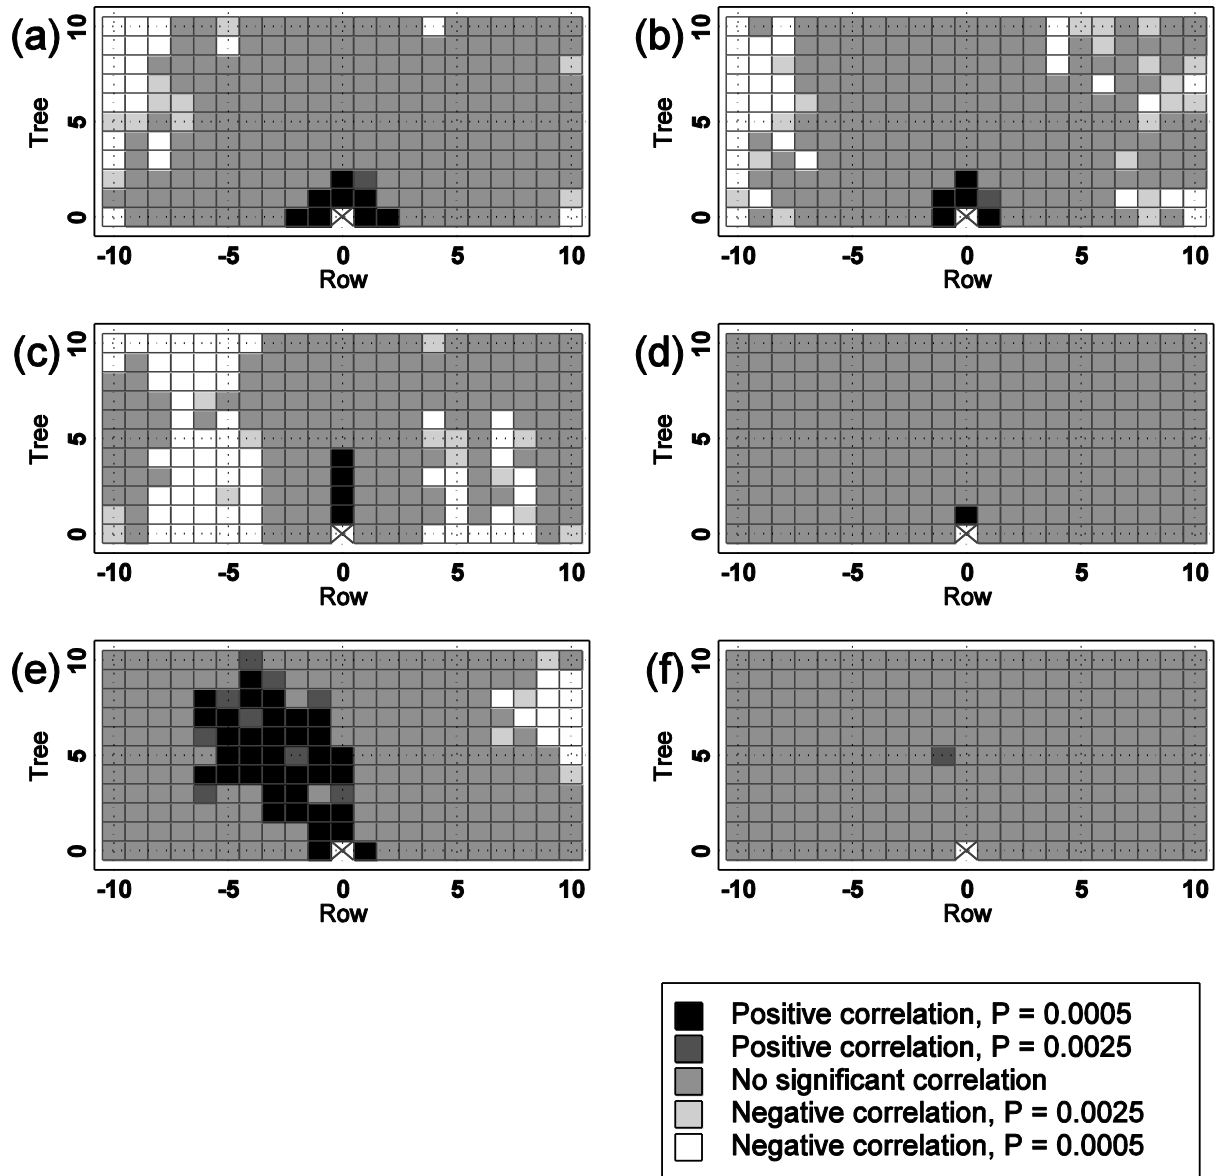 (a)
10
5
0
Tree
-10 -5 0 5 10
Row
(b)
10
5
0
Tree
-10 -5 0 5 10
Row
(c)
10
5
0
Tree
-10 -5 0 5 10
Row
(d)
10
5
0
Tree
-10 -5 0 5 10
Row
(e)
10
5
0
Tree
-10 -5 0 5 10
Row
(f)
10
5
0
Tree
-10 -5 0 5 10
Row
Positive correlation, P = 0.0005
Positive correlation, P = 0.0025
No significant correlation
Negative correlation, P = 0.0025
Negative correlation, P = 0.0005